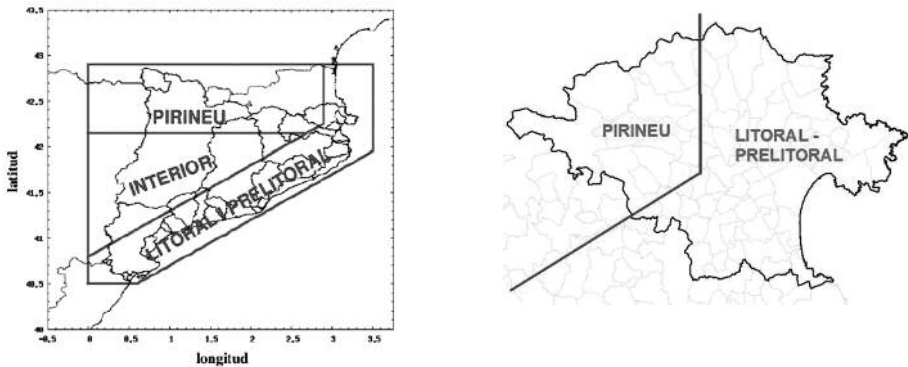 43.5
43
42.5
42
41.5
41
40.5
40
latitud
-0.5
0
0.5
1
1.5
2
2.5
3
3.5
longitud
PIRINEU
INTERIOR
LITORAL I PRELITORAL
PIRINEU
LITORAL -
PRELITORAL